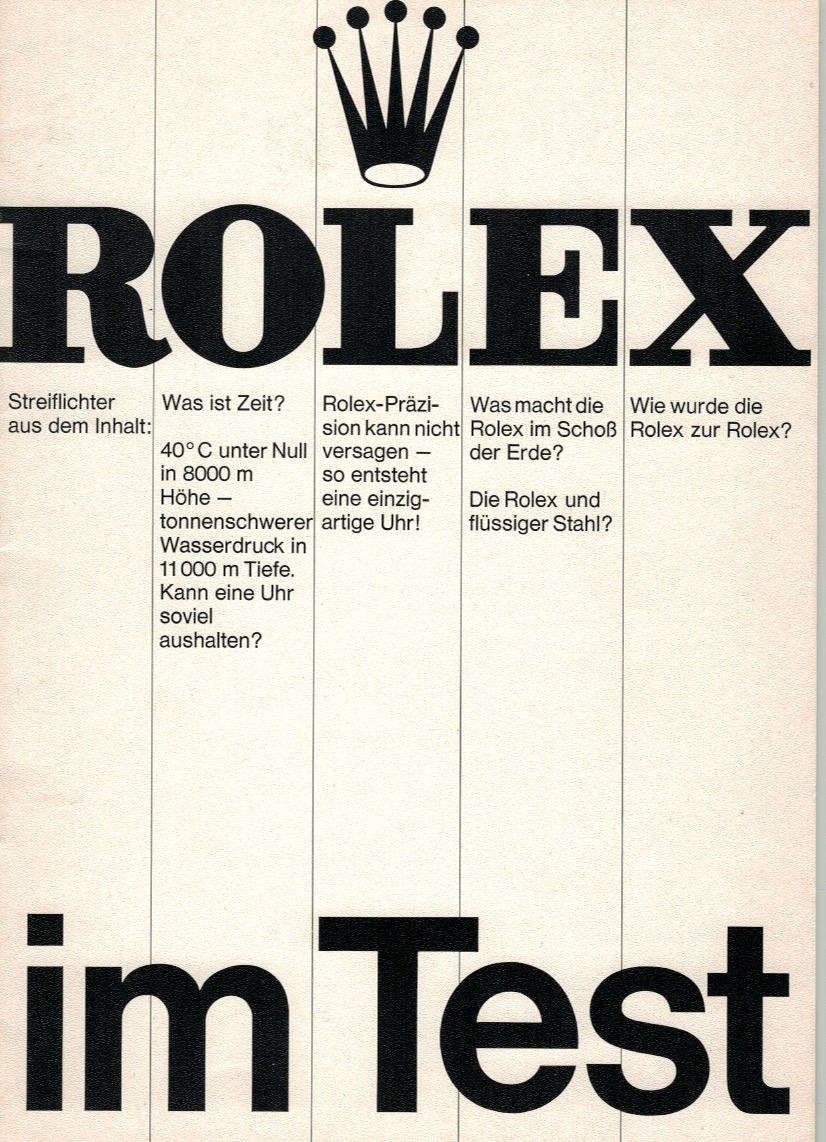 ROLEX
Streiflichter
aus dem Inhalt:
Was ist Zeit?
40° C unter Null
in 8000 m
Höhe —
tonnenschwerer
Wasserdruck in
11000 m Tiefe.
Kann eine Uhr
soviel
aushalten?
Rolex-Präzi-
sion kann nicht
versagen —
so entsteht
eine einzig-
artige Uhr!
Was macht die
Rolex im Schoß
der Erde?
Die Rolex und
flüssiger Stahl?
Wie wurde die
Rolex zur Rolex?
im Test